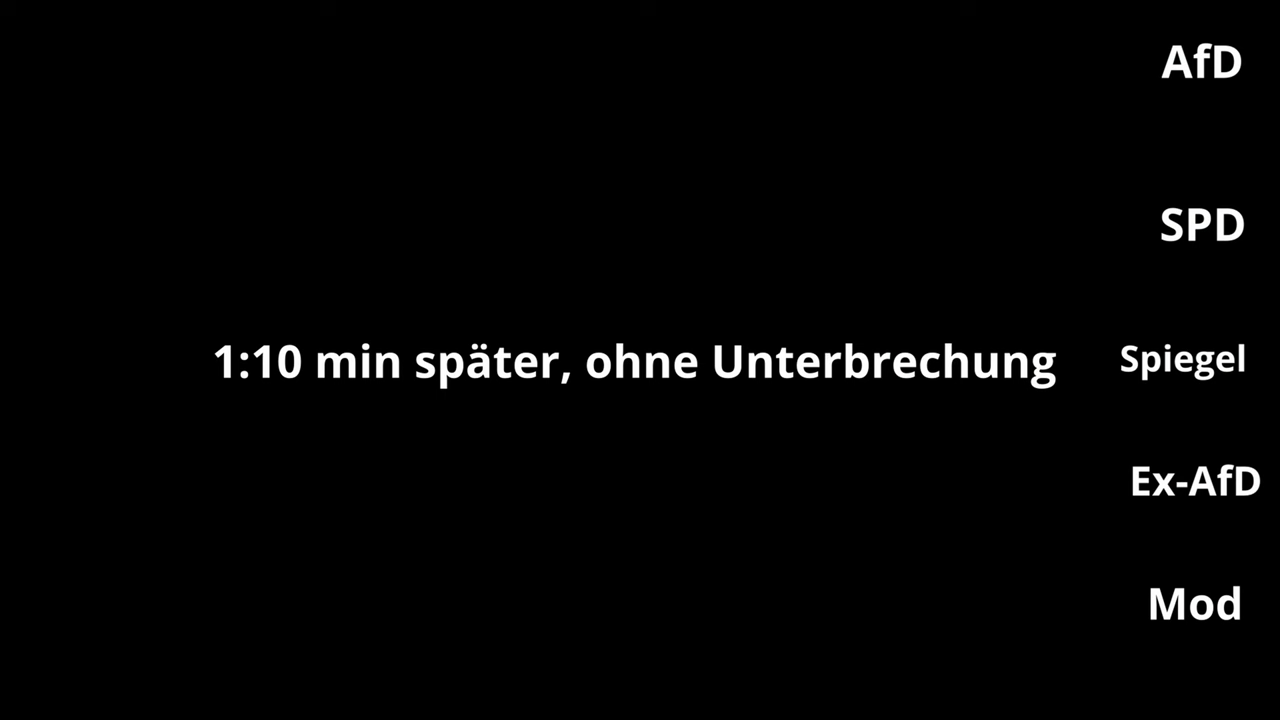 AfD
SPD
1:10 min später, ohne Unterbrechung
Spiegel
Ex-AfD
Mod